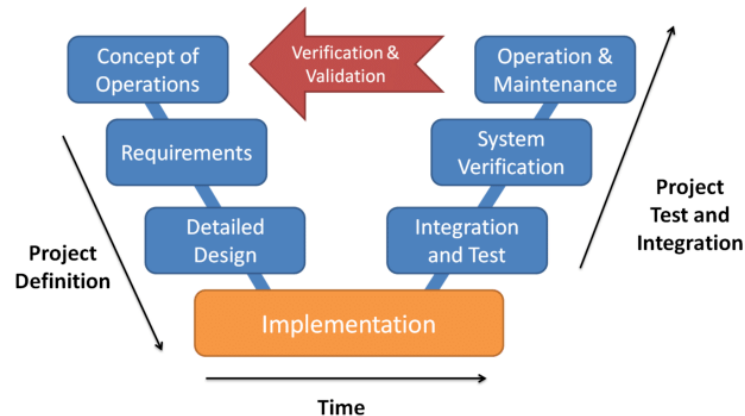 Concept of
Operations
Verification &
Validation
Operation &
Maintenance
Requirements
System
Verification
Detailed
Design
Integration
and Test
Project
Definition
Project
Test and
Integration
Implementation
Time